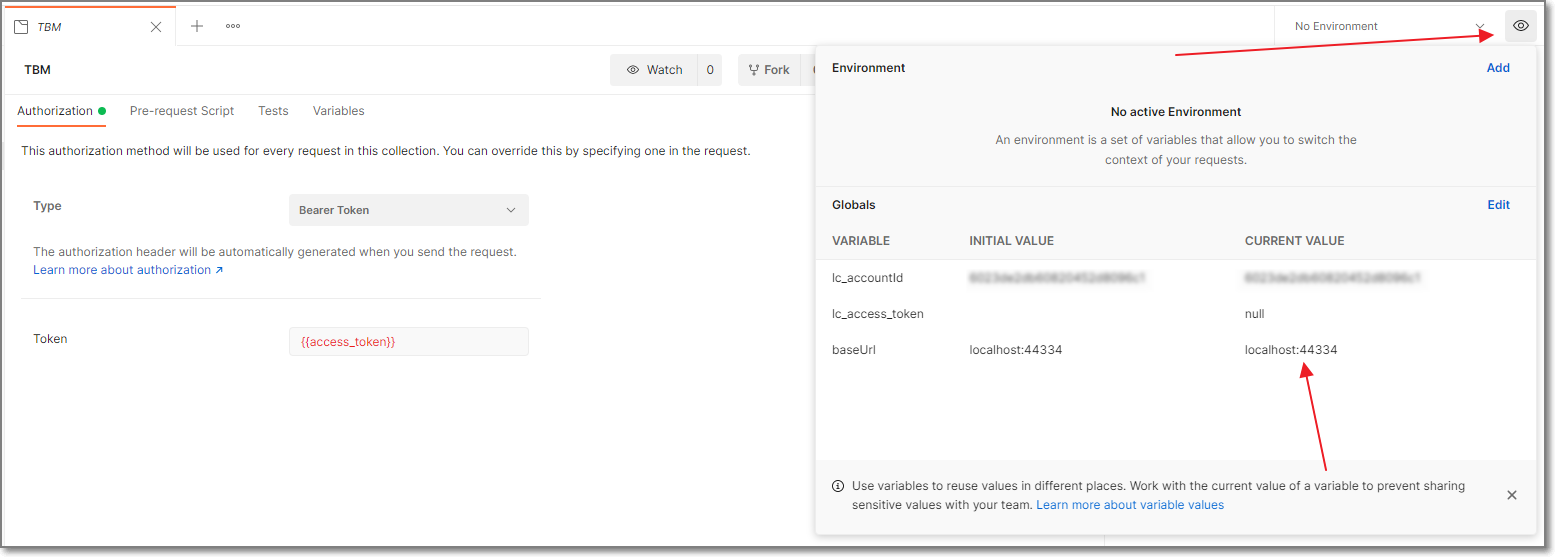 TBM
No Environment
TBM
Watch 0
Fork
Authorization
Pre-request Script
Tests
Variables
This authorization method will be used for every request in this collection. You can override this by specifying one in the request.
Type
Bearer Token
The authorization header will be automatically generated when you send the request.
Learn more about authorization ↗
Token
{{access_token}}
Environment
Add
No active Environment
An environment is a set of variables that allow you to switch the
context of your requests.
Globals
Edit
VARIABLE INITIAL VALUE CURRENT VALUE
lc_accountId
lc_access_token null
baseUrl localhost:44334 localhost:44334
Use variables to reuse values in different places. Work with the current value of a variable to prevent sharing
sensitive values with your team. Learn more about variable values